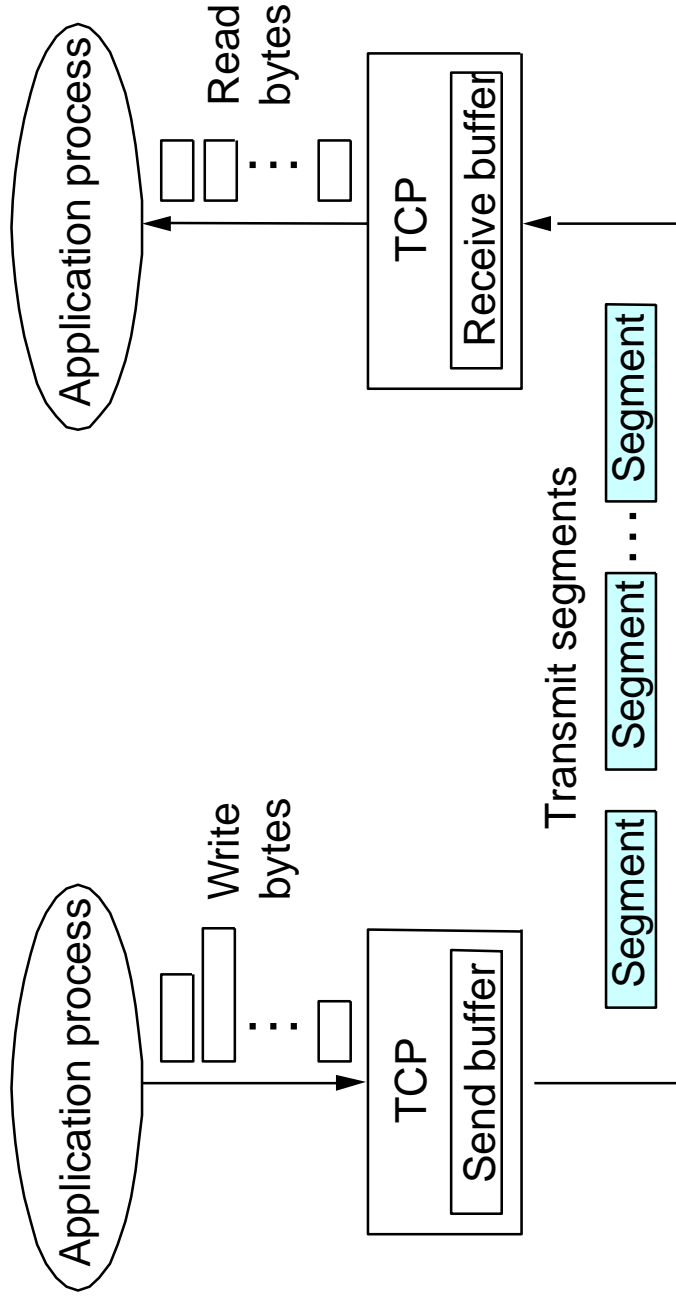 Application process
Application process
Write
bytes
Read
bytes
TCP
TCP
Send buffer
Receive buffer
Transmit segments
Segment
Segment
Segment